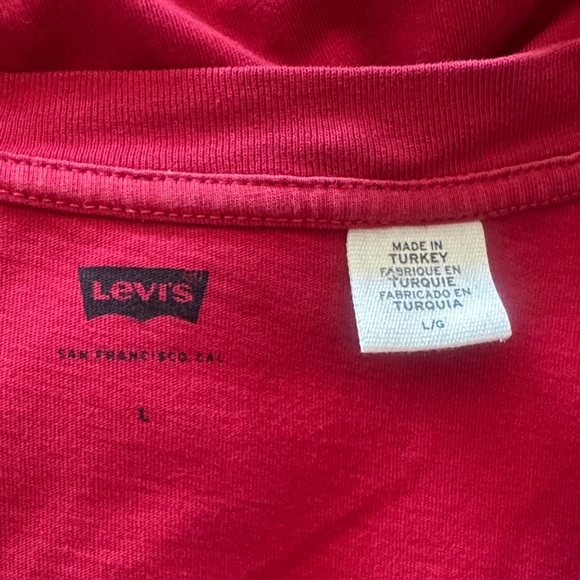 Levi's
SAN FRANCISCO CAL
L
MADE IN
TURKEY
FABRIQUE EN
TURQUIE
FABRICADO EN
TURQUIA
L/G